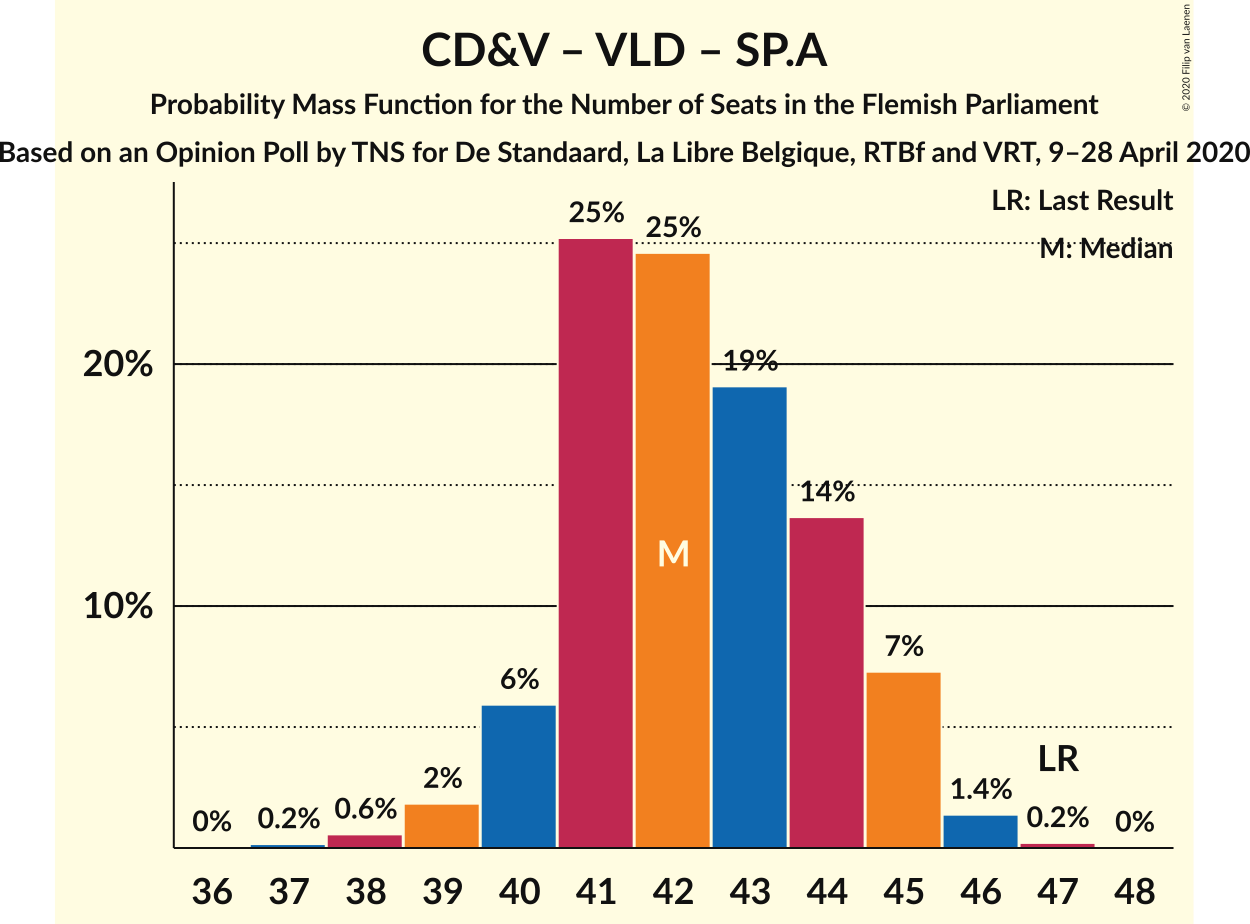 CD&V – VLD – SP.A
Probability Mass Function for the Number of Seats in the Flemish Parliament
Based on an Opinion Poll by TNS for De Standaard, La Libre Belgique, RTBf and VRT, 9–28 April 2020
© 2020 Filip van Laenen
LR: Last Result
M: Median
25%
25%
20%
19%
14%
M
10%
7%
6%
LR
2%
1.4%
0.6%
0.2%
0.2%
0%
0%
36 37 38 39 40 41 42 43 44 45 46 47 48